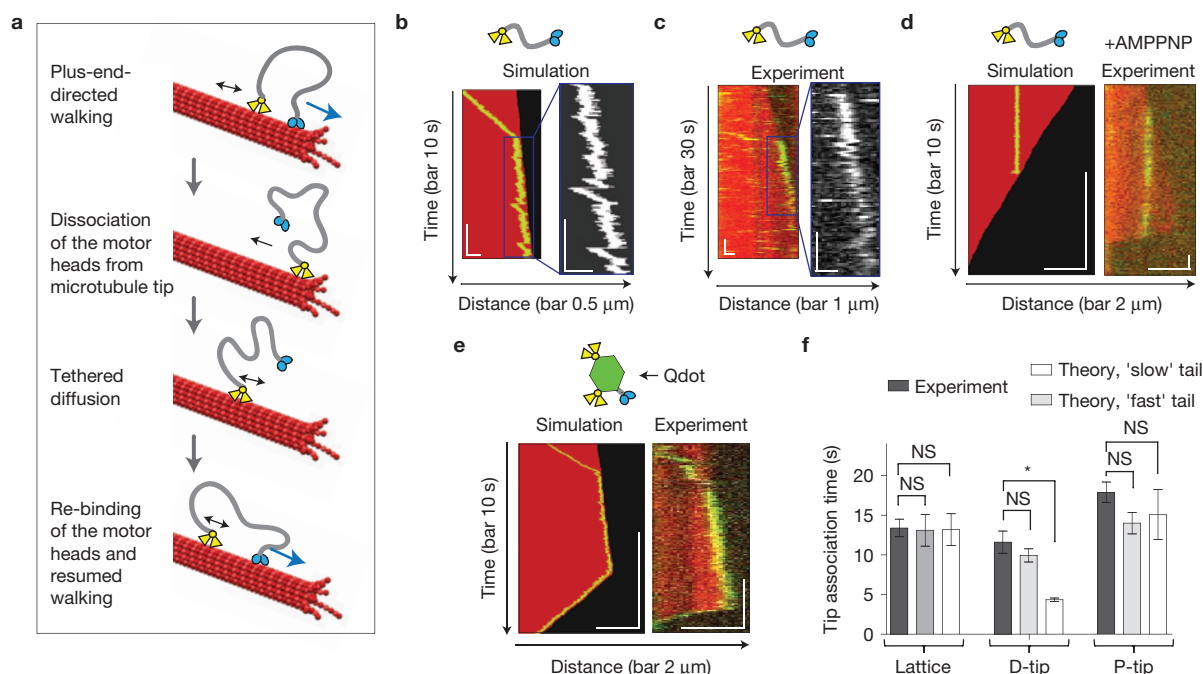 a
Plus-end-
directed
walking
Dissociation
of the motor
heads from
microtubule tip
Tethered
diffusion
Re-binding
of the motor
heads and
resumed
walking
b
Simulation
Time (bar 10 s)
Distance (bar 0.5 μm)
c
Experiment
Time (bar 30 s)
Distance (bar 1 μm)
d
+AMPPNP
Simulation Experiment
Time (bar 10 s)
Distance (bar 2 μm)
e
Qdot
Simulation Experiment
Time (bar 10 s)
Distance (bar 2 μm)
f
Experiment
Theory, 'slow' tail
Theory, 'fast' tail
Tip association time (s)
20
15
10
5
0
NS
NS
*
NS
NS
NS
Lattice D-tip P-tip